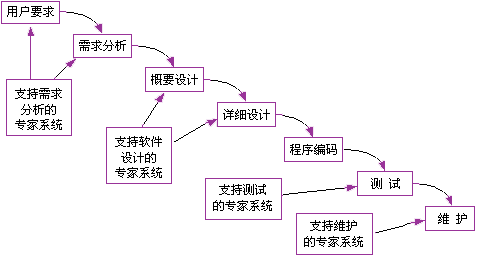 用户要求
需求分析
概要设计
支持需求
分析的
专家系统
详细设计
支持软件
设计的
专家系统
程序编码
测 试
支持测试
的专家系统
维 护
支持维护
的专家系统